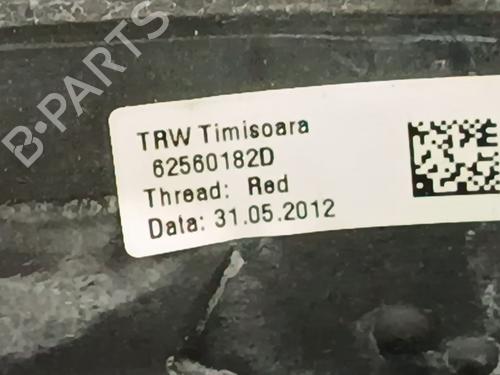 B-PARTS
TRW Timisoara
62560182D
Thread: Red
Data: 31.05.2012